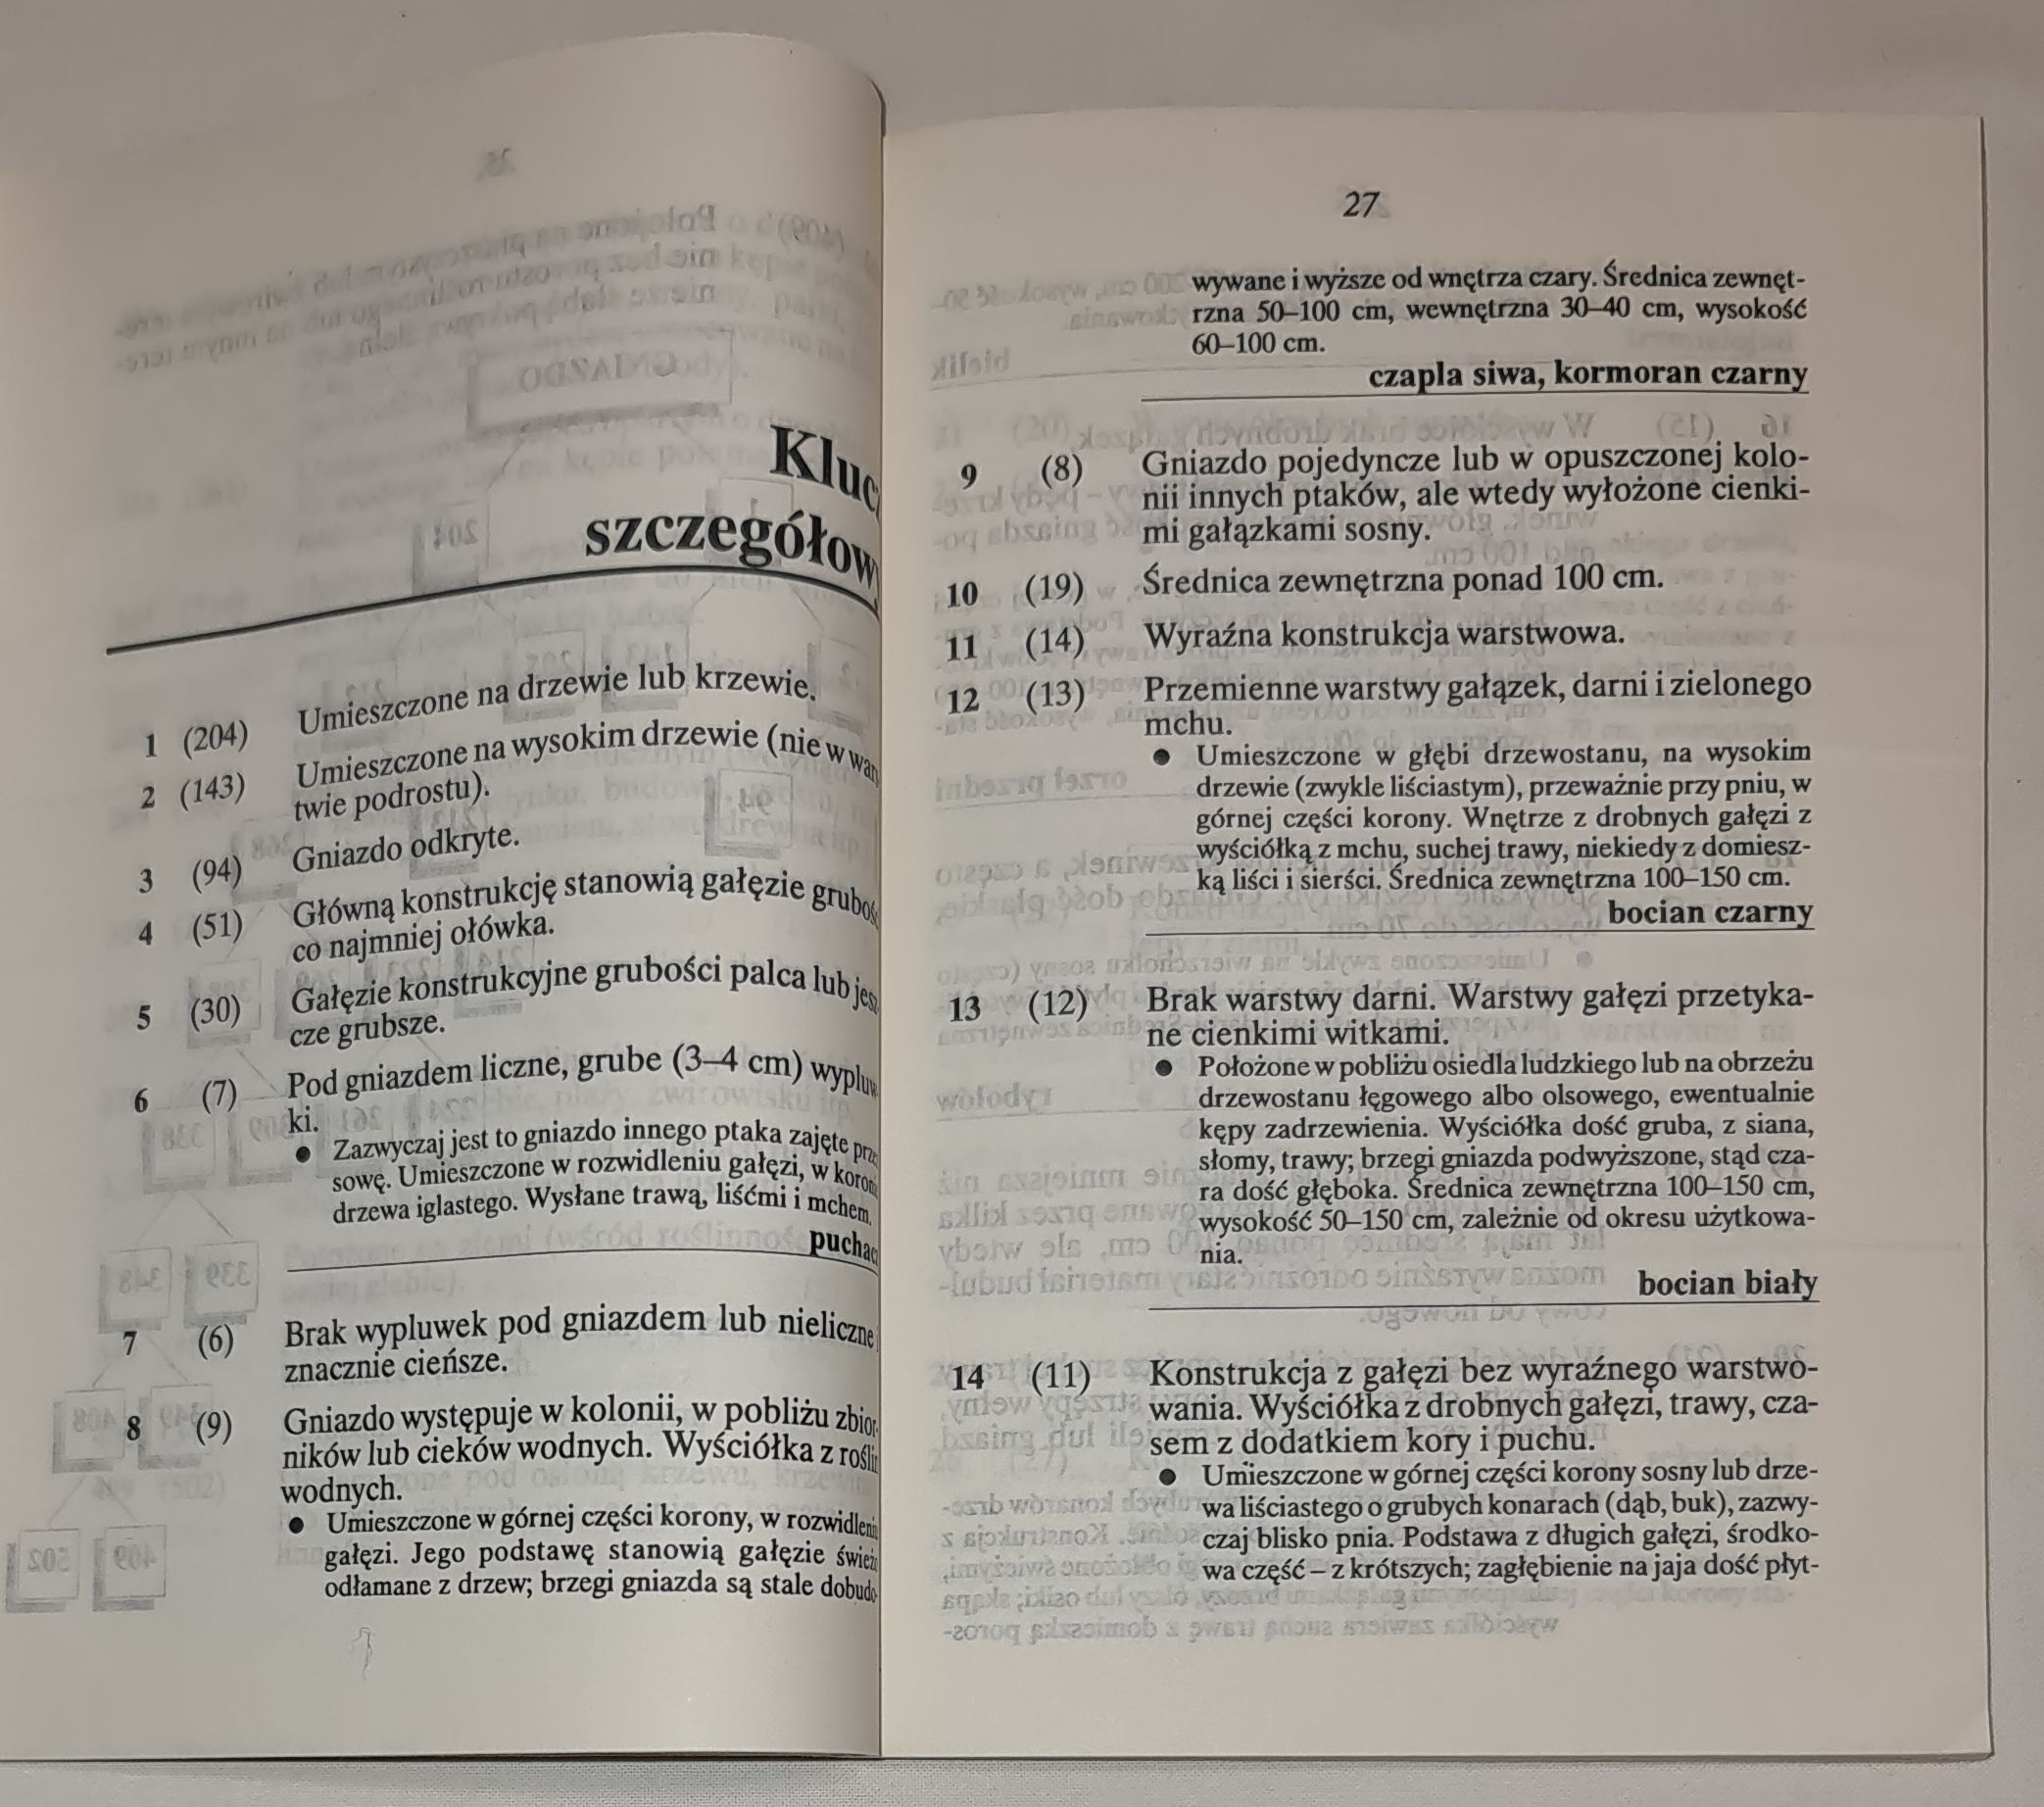 Klucz
szczegółowy
1 (204) Umieszczone na drzewie lub krzewie.
2 (143) Umieszczone na wysokim drzewie (nie w wars
twie podrostu).
3 (94) Gniazdo odkryte.
4 (51) Główną konstrukcję stanowią gałęzie gruboś
co najmniej ołówka.
5 (30) Gałęzie konstrukcyjne grubości palca lub jesz
cze grubsze.
6 (7) Pod gniazdem liczne, grube (3–4 cm) wypluw
ki.
● Zazwyczaj jest to gniazdo innego ptaka zajęte prze
sowę. Umieszczone w rozwidleniu gałęzi, w koronie
drzewa iglastego. Wysłane trawą, liśćmi i mchem.
puchacz
7 (6) Brak wypluwek pod gniazdem lub nieliczne
znacznie cieńsze.
8 (9) Gniazdo występuje w kolonii, w pobliżu zbior-
ników lub cieków wodnych. Wyściółka z roślin
wodnych.
● Umieszczone w górnej części korony, w rozwidleniu
gałęzi. Jego podstawę stanowią gałęzie świeżo
odłamane z drzew; brzegi gniazda są stale dobudo-
27
wywane i wyższe od wnętrza czary. Średnica zewnęt-
rzna 50–100 cm, wewnętrzna 30–40 cm, wysokość
60–100 cm.
czapla siwa, kormoran czarny
9 (8) Gniazdo pojedyncze lub w opuszczonej kolo-
nii innych ptaków, ale wtedy wyłożone cienki-
mi gałązkami sosny.
10 (19) Średnica zewnętrzna ponad 100 cm.
11 (14) Wyraźna konstrukcja warstwowa.
12 (13) Przemienne warstwy gałązek, darni i zielonego
mchu.
● Umieszczone w głębi drzewostanu, na wysokim
drzewie (zwykle liściastym), przeważnie przy pniu, w
górnej części korony. Wnętrze z drobnych gałęzi z
wyściółką z mchu, suchej trawy, niekiedy z domiesz-
ką liści i sierści. Średnica zewnętrzna 100–150 cm.
bocian czarny
13 (12) Brak warstwy darni. Warstwy gałęzi przetyka-
ne cienkimi witkami.
● Położone w pobliżu osiedla ludzkiego lub na obrzeżu
drzewostanu łęgowego albo olsowego, ewentualnie
kępy zadrzewienia. Wyściółka dość gruba, z siana,
słomy, trawy; brzegi gniazda podwyższone, stąd cza-
ra dość głęboka. Średnica zewnętrzna 100–150 cm,
wysokość 50–150 cm, zależnie od okresu użytkowa-
nia.
bocian biały
14 (11) Konstrukcja z gałęzi bez wyraźnego warstwo-
wania. Wyściółka z drobnych gałęzi, trawy, cza-
sem z dodatkiem kory i puchu.
● Umieszczone w górnej części korony sosny lub drze-
wa liściastego o grubych konarach (dąb, buk), zazwy-
czaj blisko pnia. Podstawa z długich gałęzi, środko-
wa część – z krótszych; zagłębienie na jaja dość płyt-